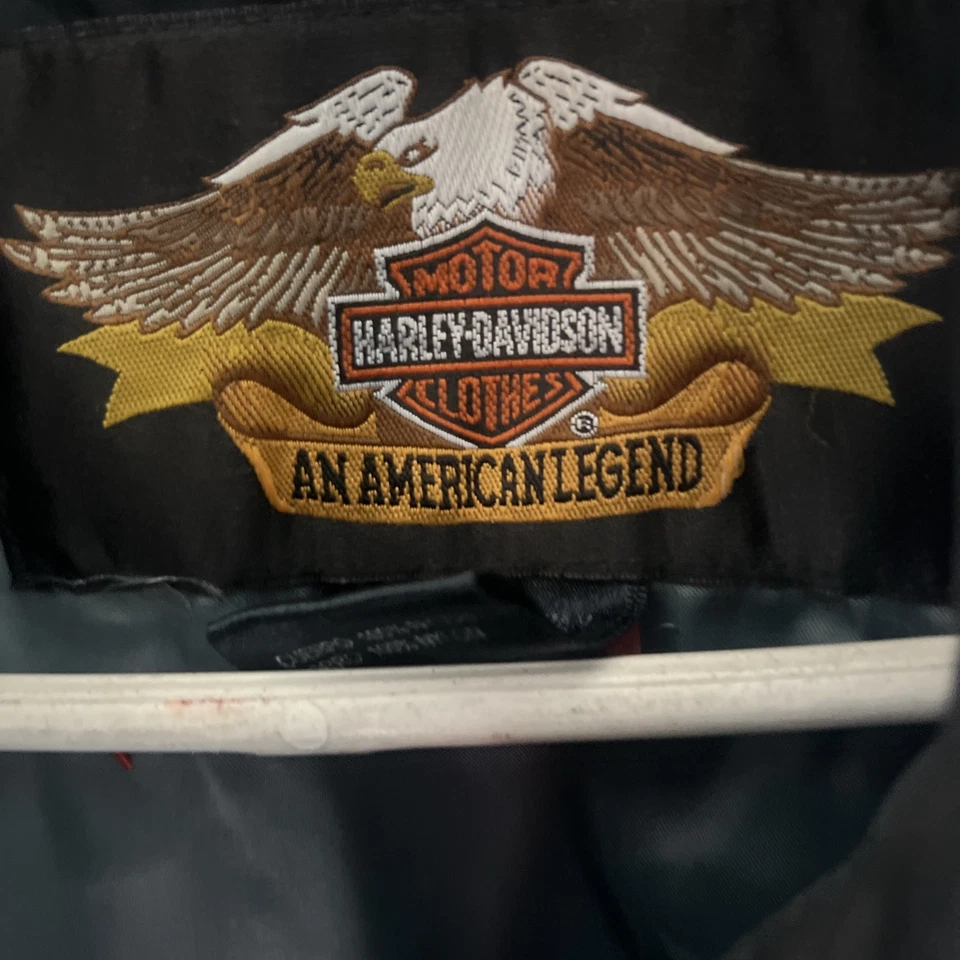 MOTOR
HARLEY-DAVIDSON
CLOTHES
®
AN AMERICAN LEGEND